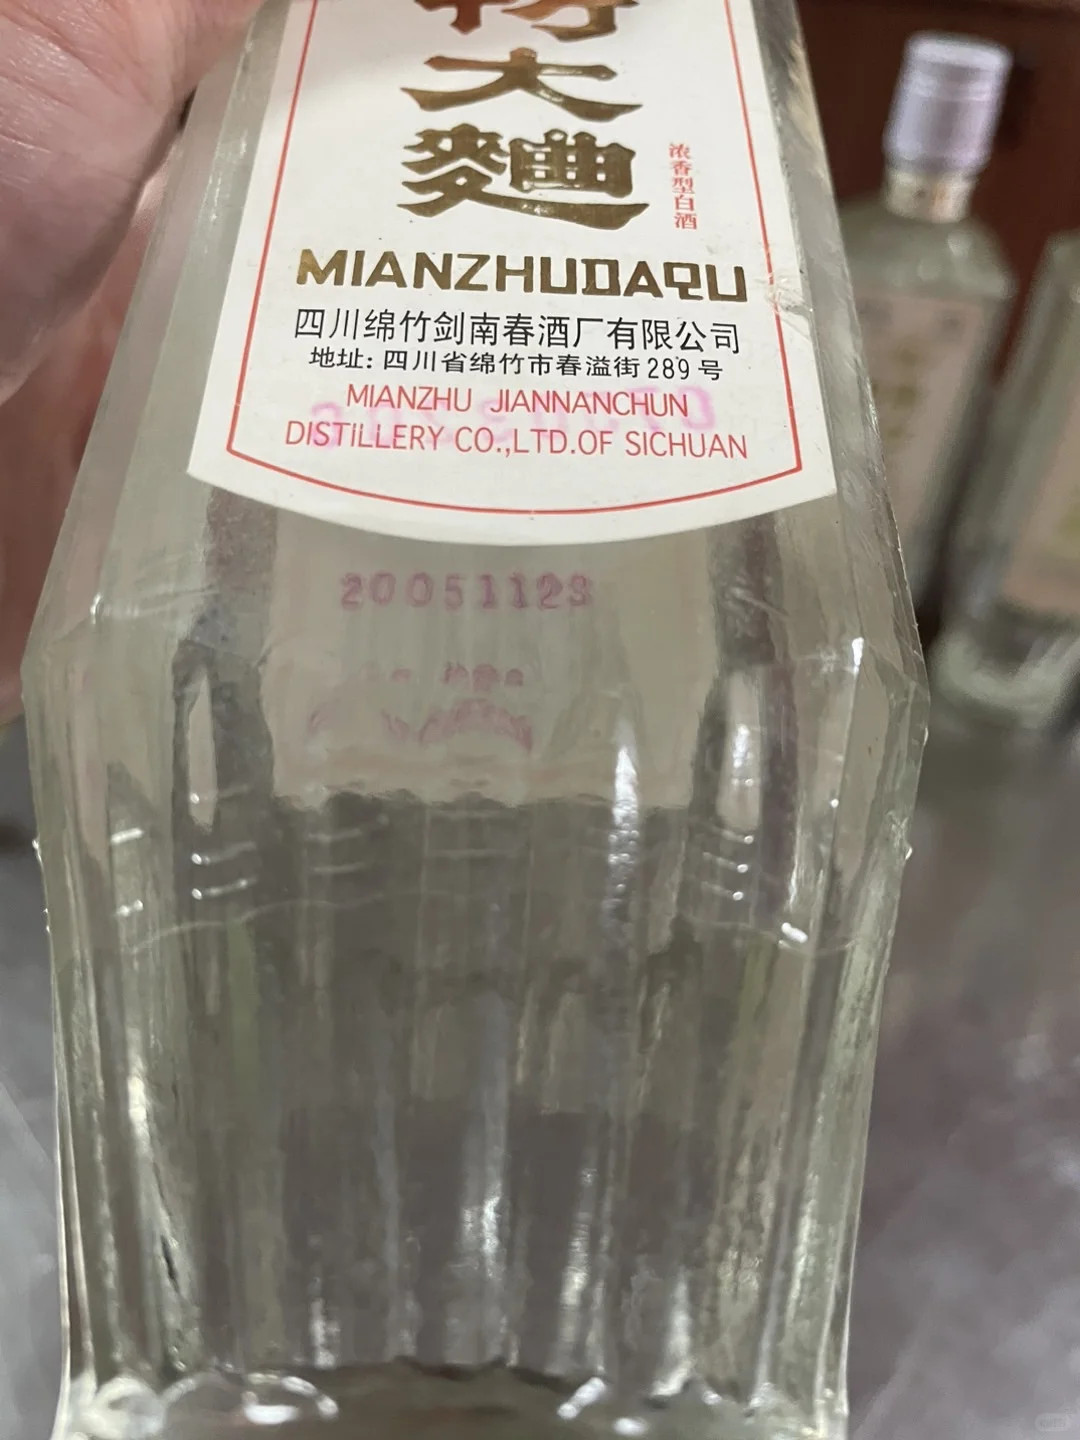 大
麯
浓香型白酒
MIANZHUDAQU
四川绵竹剑南春酒厂有限公司
地址: 四川省绵竹市春溢街289号
MIANZHU JIANNANCHUN
DISTILLERY CO.,LTD.OF SICHUAN
20051123